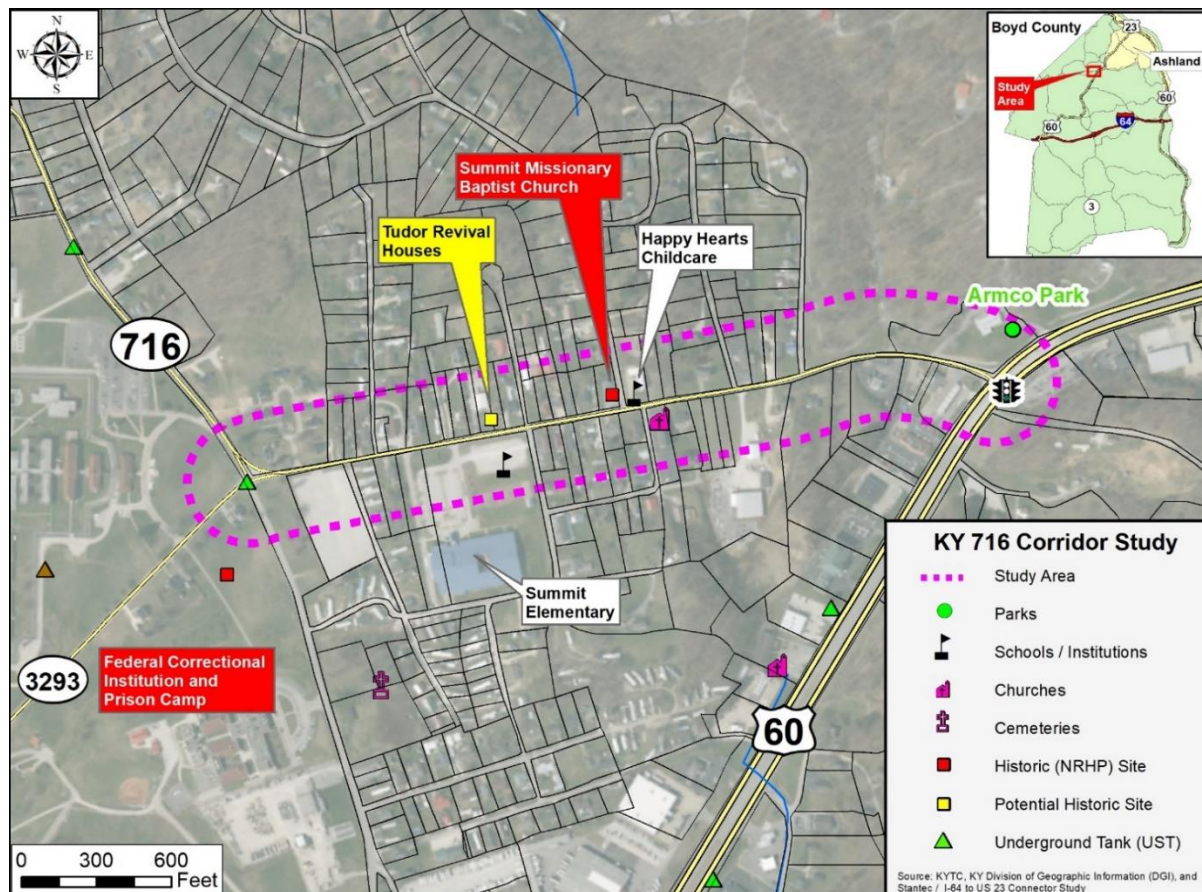 N
W E
S
Boyd County
23
Ashland
Study
Area
60
60
64
3
Summit Missionary
Baptist Church
Tudor Revival
Houses
Happy Hearts
Childcare
Armco Park
716
Summit
Elementary
Federal Correctional
Institution and
Prison Camp
3293
60
KY 716 Corridor Study
Study Area
Parks
Schools / Institutions
Churches
Cemeteries
Historic (NRHP) Site
Potential Historic Site
Underground Tank (UST)
0 300 600
Feet
Source: KYTC, KY Division of Geographic Information (DGI), and
Stantec / I-64 to US 23 Connector Study